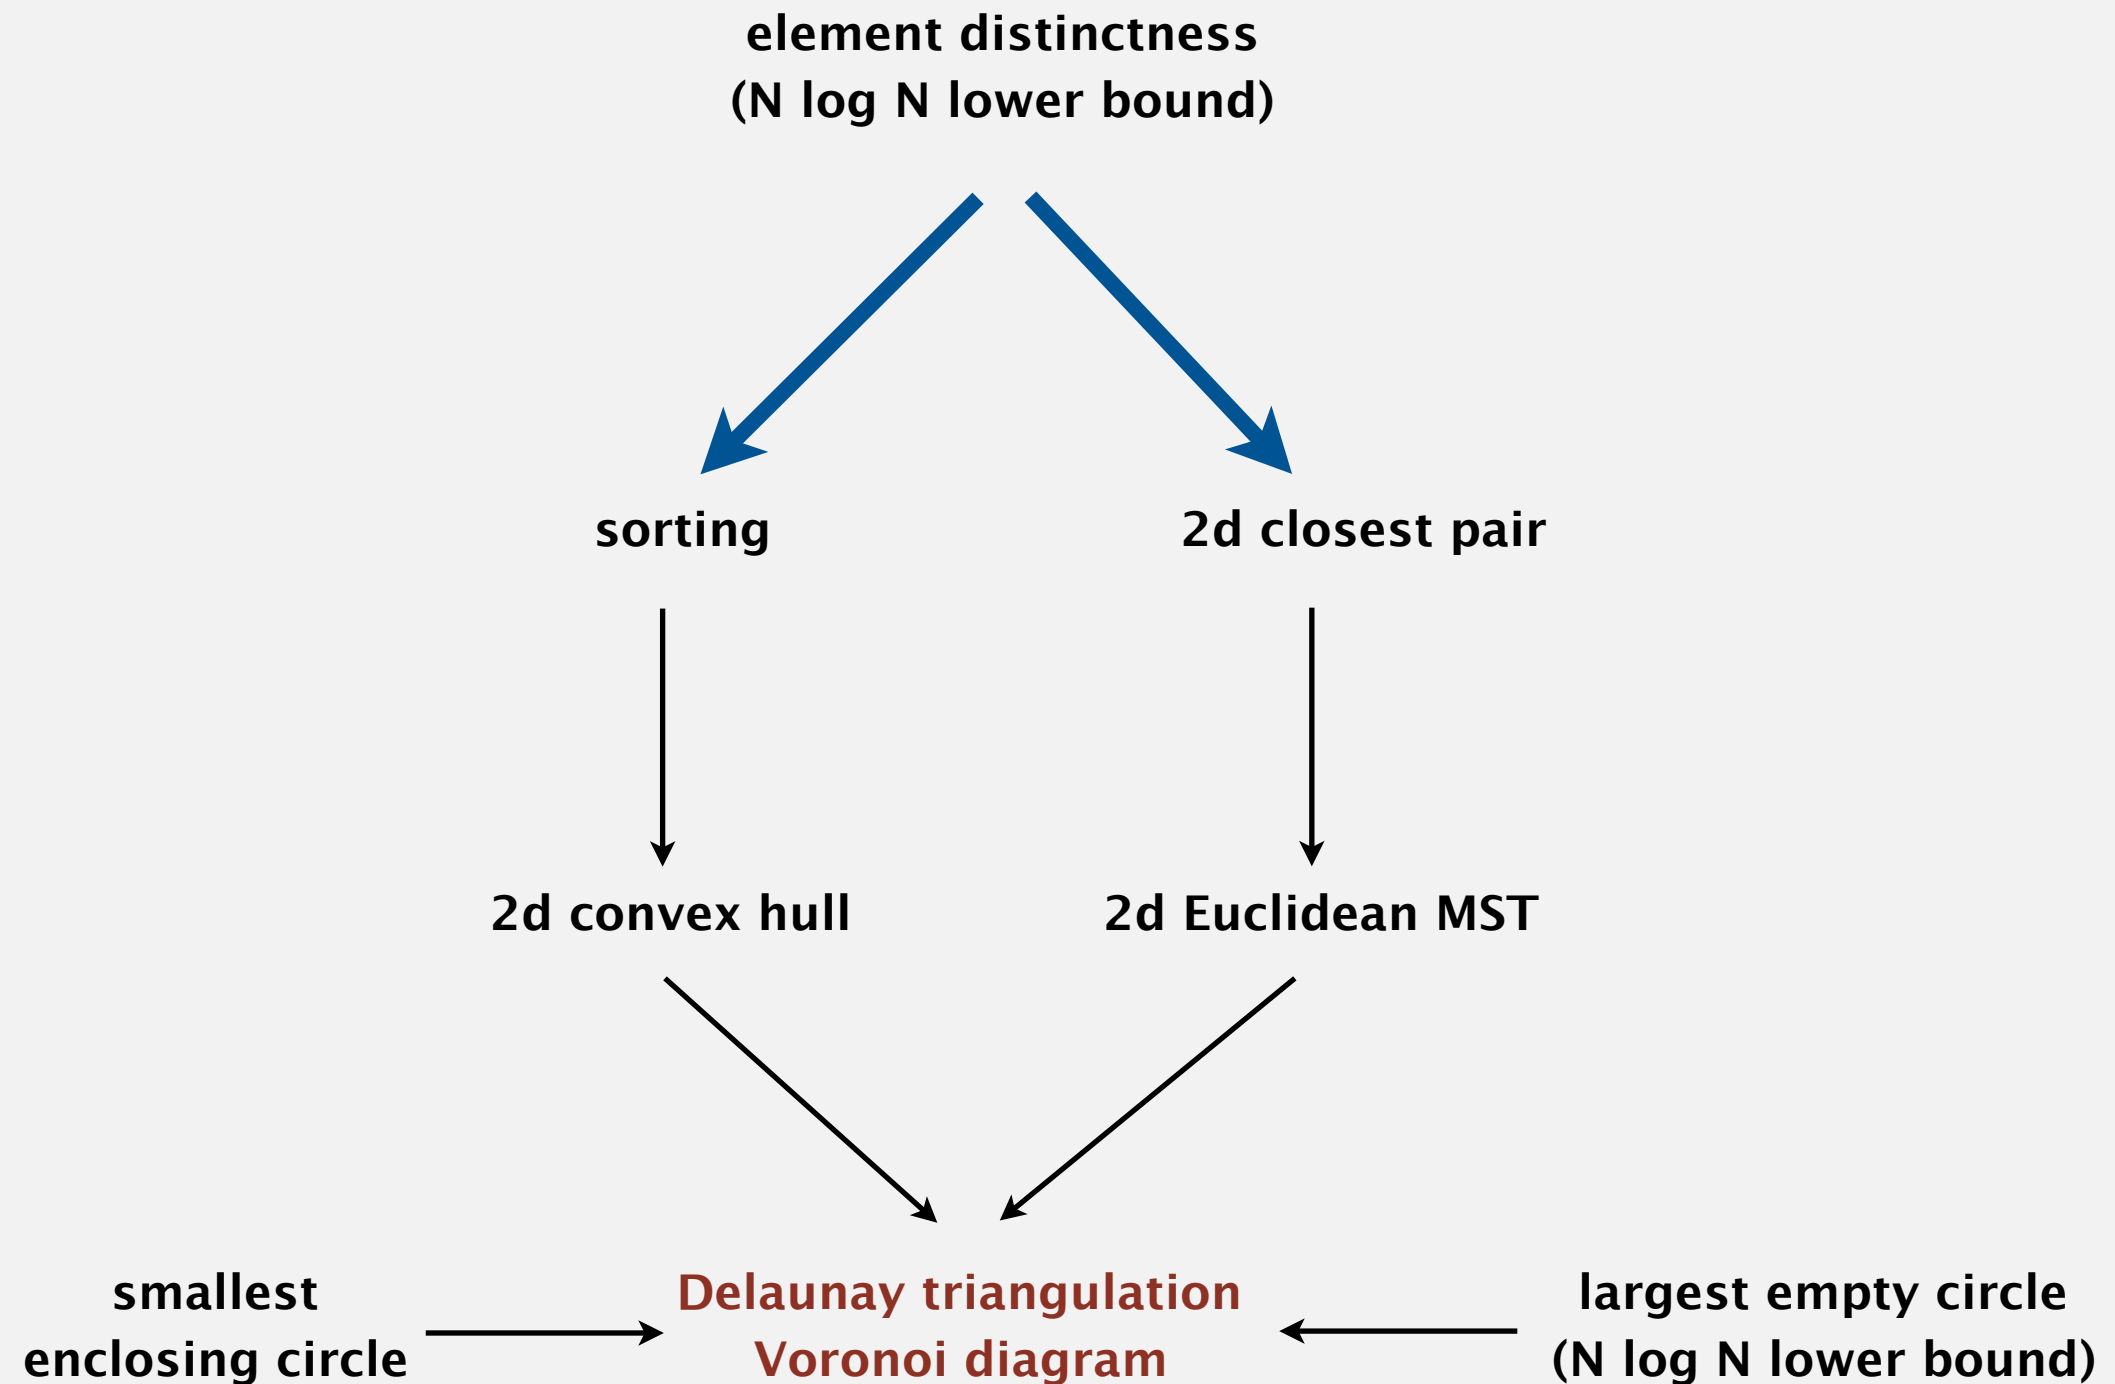 element distinctness
(N log N lower bound)
sorting
2d closest pair
2d convex hull
2d Euclidean MST
smallest
enclosing circle
Delaunay triangulation
Voronoi diagram
largest empty circle
(N log N lower bound)